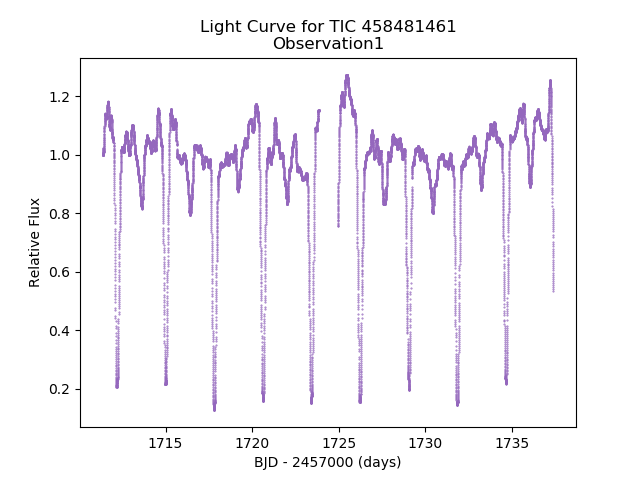 Light Curve for TIC 458481461
Observation1
Relative Flux
1.2
1.0
0.8
0.6
0.4
0.2
1715 1720 1725 1730 1735
BJD - 2457000 (days)